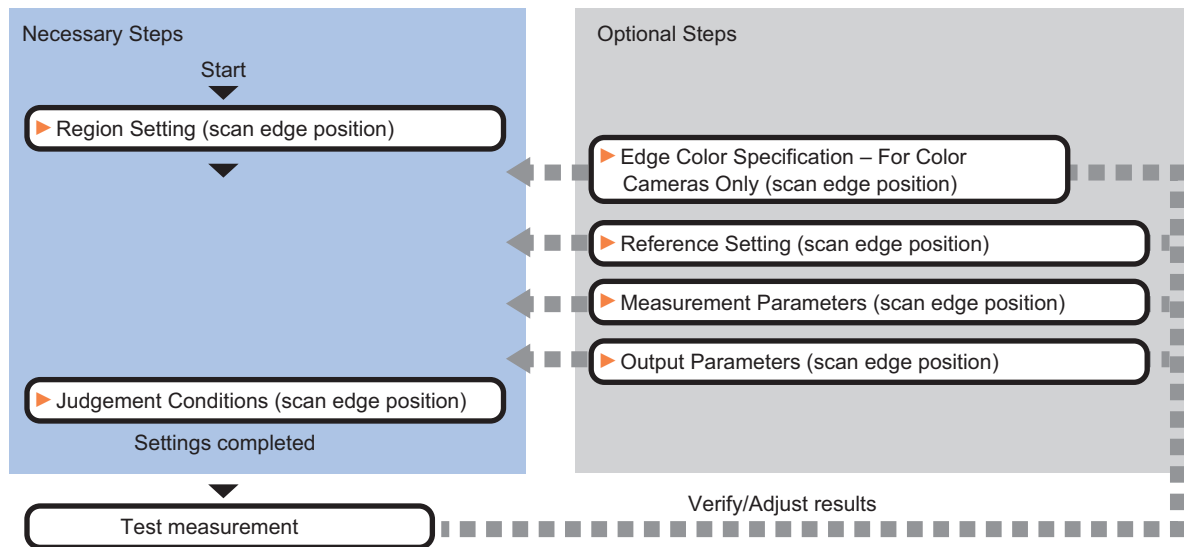 Necessary Steps
Start
Region Setting (scan edge position)
Judgement Conditions (scan edge position)
Settings completed
Test measurement
Optional Steps
Edge Color Specification – For Color
Cameras Only (scan edge position)
Reference Setting (scan edge position)
Measurement Parameters (scan edge position)
Output Parameters (scan edge position)
Verify/Adjust results